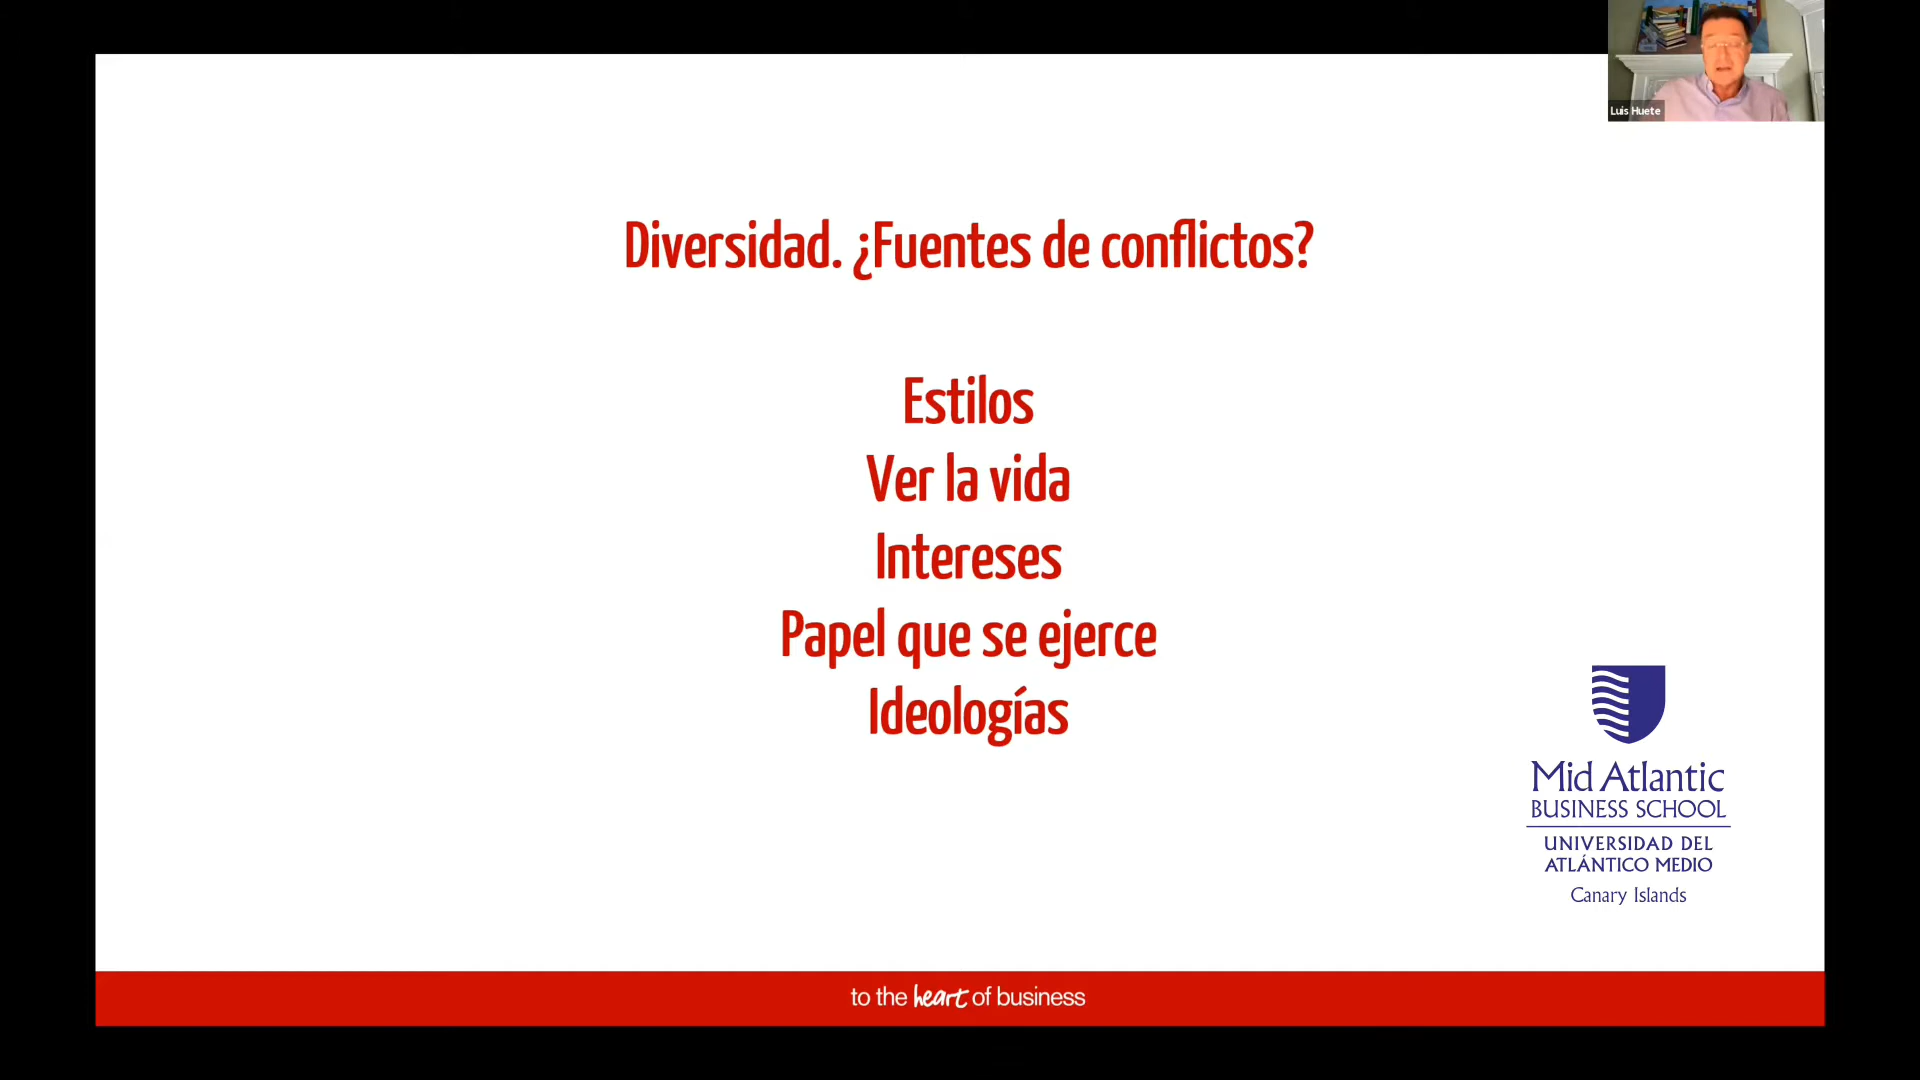 Luis Huete
Diversidad. ¿Fuentes de conflictos?
Estilos
Ver la vida
Intereses
Papel que se ejerce
Ideologías
Mid Atlantic
BUSINESS SCHOOL
UNIVERSIDAD DEL
ATLÁNTICO MEDIO
Canary Islands
to the heart of business